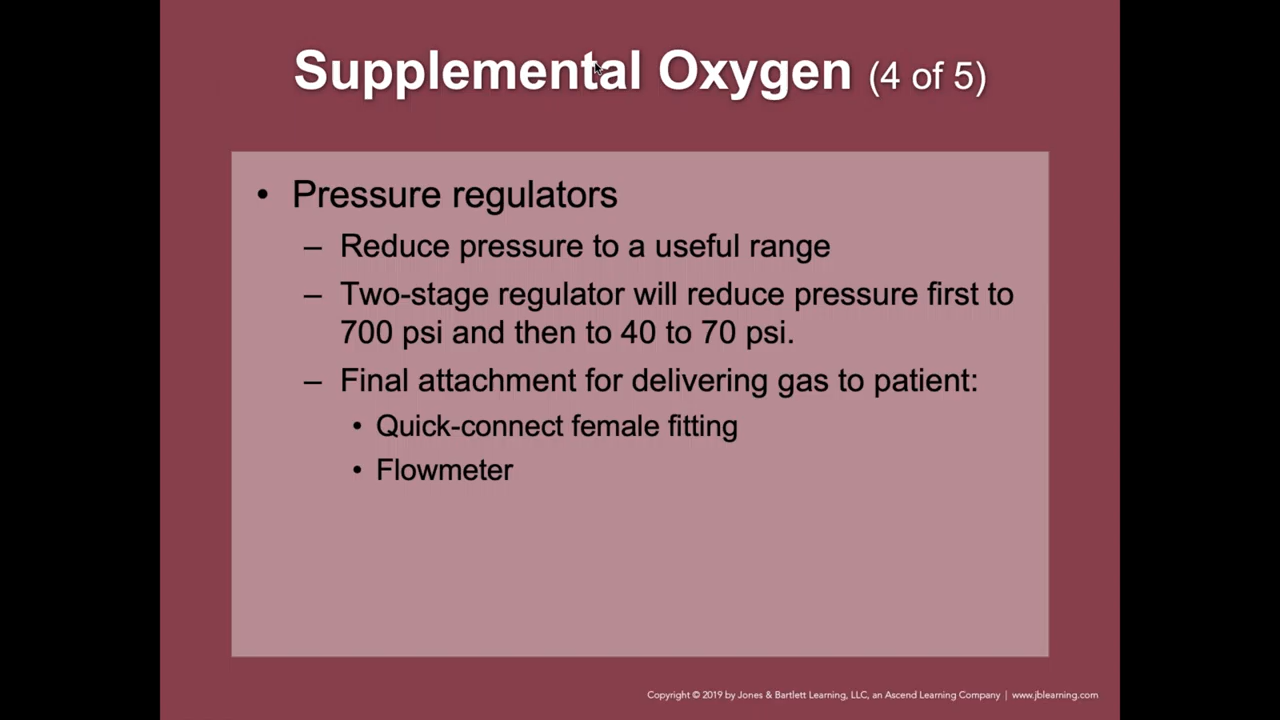 Supplemental Oxygen (4 of 5)
• Pressure regulators
– Reduce pressure to a useful range
– Two-stage regulator will reduce pressure first to
700 psi and then to 40 to 70 psi.
– Final attachment for delivering gas to patient:
• Quick-connect female fitting
• Flowmeter
Copyright © 2019 by Jones & Bartlett Learning, LLC, an Ascend Learning Company | www.jblearning.com